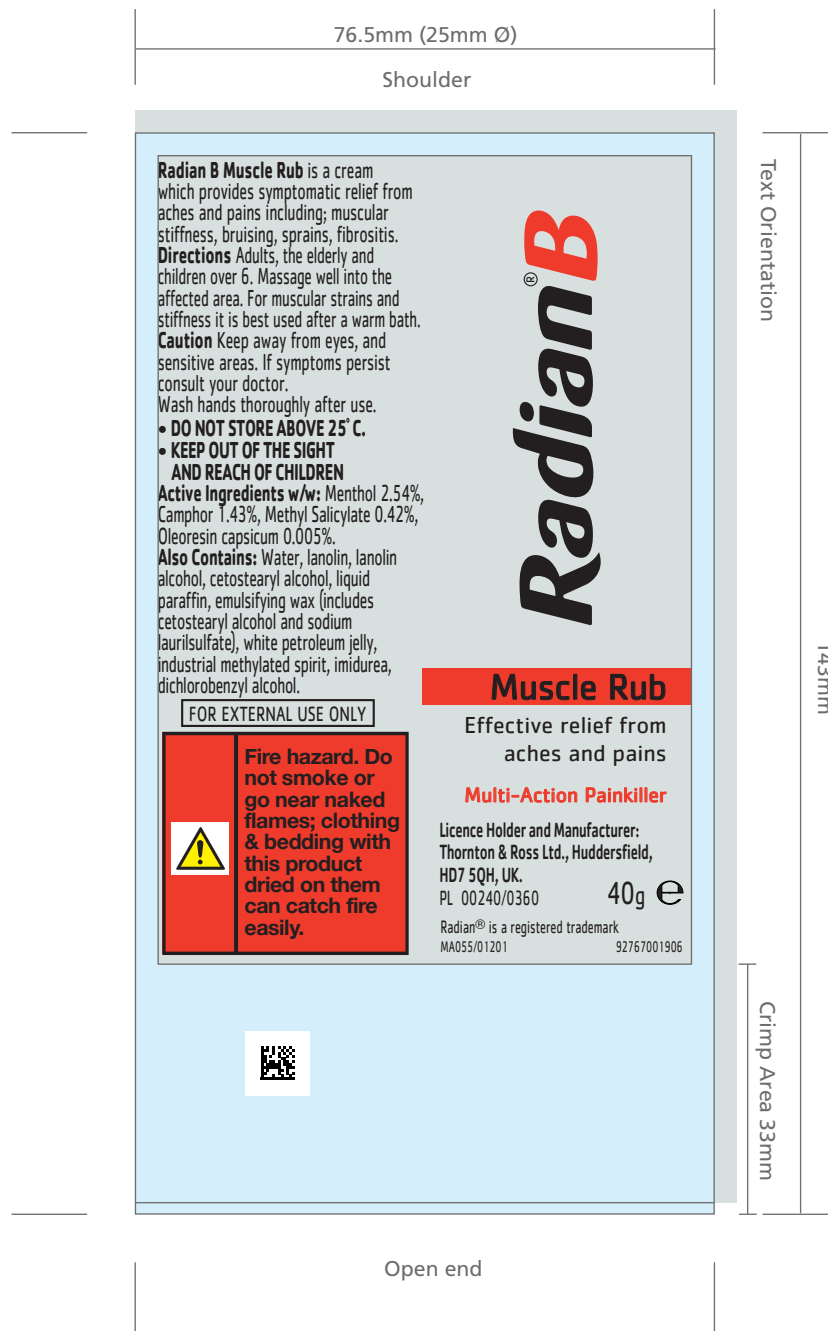 76.5mm (25mm Ø)
Shoulder
Radian B Muscle Rub is a cream
which provides symptomatic relief from
aches and pains including; muscular
stiffness, bruising, sprains, fibrositis.
Directions Adults, the elderly and
children over 6. Massage well into the
affected area. For muscular strains and
stiffness it is best used after a warm bath.
Caution Keep away from eyes, and
sensitive areas. If symptoms persist
consult your doctor.
Wash hands thoroughly after use.
• DO NOT STORE ABOVE 25°C.
• KEEP OUT OF THE SIGHT
AND REACH OF CHILDREN
Active Ingredients w/w: Menthol 2.54%,
Camphor 1.43%, Methyl Salicylate 0.42%,
Oleoresin capsicum 0.005%.
Also Contains: Water, lanolin, lanolin
alcohol, cetostearyl alcohol, liquid
paraffin, emulsifying wax (includes
cetostearyl alcohol and sodium
laurilsulfate), white petroleum jelly,
industrial methylated spirit, imidurea,
dichlorobenzyl alcohol.
FOR EXTERNAL USE ONLY
Fire hazard. Do
not smoke or
go near naked
flames; clothing
& bedding with
this product
dried on them
can catch fire
easily.
Radian® B
Muscle Rub
Effective relief from
aches and pains
Multi-Action Painkiller
Licence Holder and Manufacturer:
Thornton & Ross Ltd., Huddersfield,
HD7 5QH, UK.
PL 00240/0360
40g ℮
Radian® is a registered trademark
MA055/01201
92767001906
Text Orientation
143mm
Crimp Area 33mm
Open end